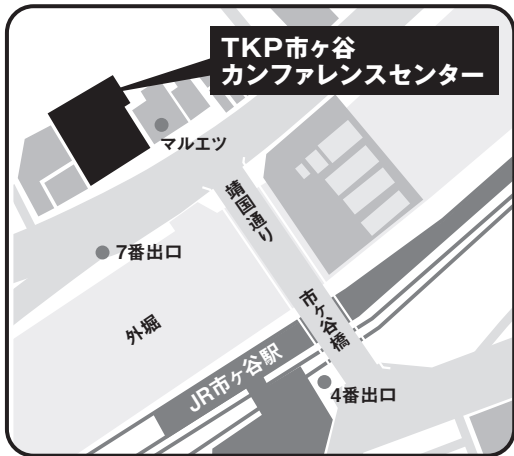 TKP市ヶ谷
カンファレンスセンター
マルエツ
靖国通り
7番出口
市ヶ谷橋
外堀
JR市ヶ谷駅
4番出口